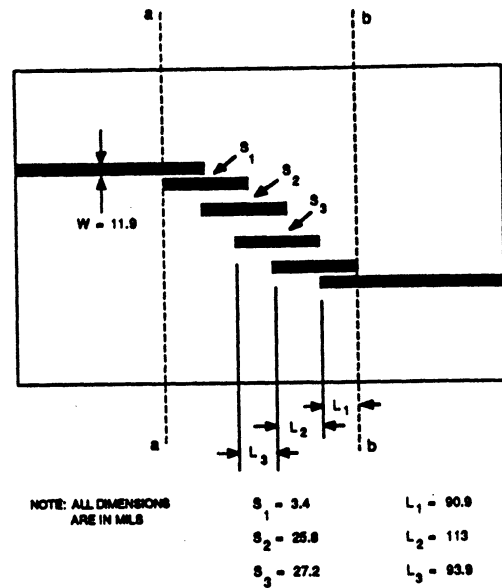 a
b
S1
S2
W = 11.9
S3
L1
L2
a
b
L3
NOTE: ALL DIMENSIONS
ARE IN MILS
S1 = 3.4
L1 = 90.9
S2 = 25.8
L2 = 113
S3 = 27.2
L3 = 93.9